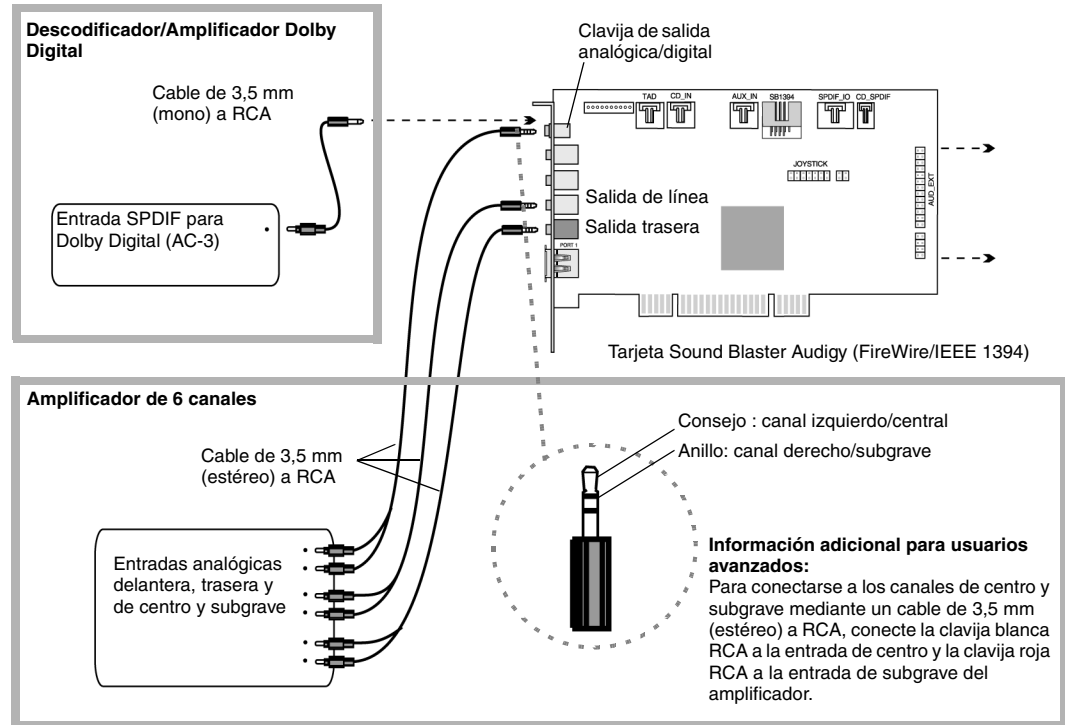 Descodificador/Amplificador Dolby
Digital
Cable de 3,5 mm
(mono) a RCA
Entrada SPDIF para
Dolby Digital (AC-3)
Clavija de salida
analógica/digital
TAD
CD_IN
AUX_IN
SB1394
SPDIF_IO
CD_SPDIF
JOYSTICK
AUD_EXT
Salida de línea
Salida trasera
PORT 1
Tarjeta Sound Blaster Audigy (FireWire/IEEE 1394)
Amplificador de 6 canales
Cable de 3,5 mm
(estéreo) a RCA
Entradas analógicas
delantera, trasera y
de centro y subgrave
Consejo : canal izquierdo/central
Anillo: canal derecho/subgrave
Información adicional para usuarios
avanzados:
Para conectarse a los canales de centro y
subgrave mediante un cable de 3,5 mm
(estéreo) a RCA, conecte la clavija blanca
RCA a la entrada de centro y la clavija roja
RCA a la entrada de subgrave del
amplificador.